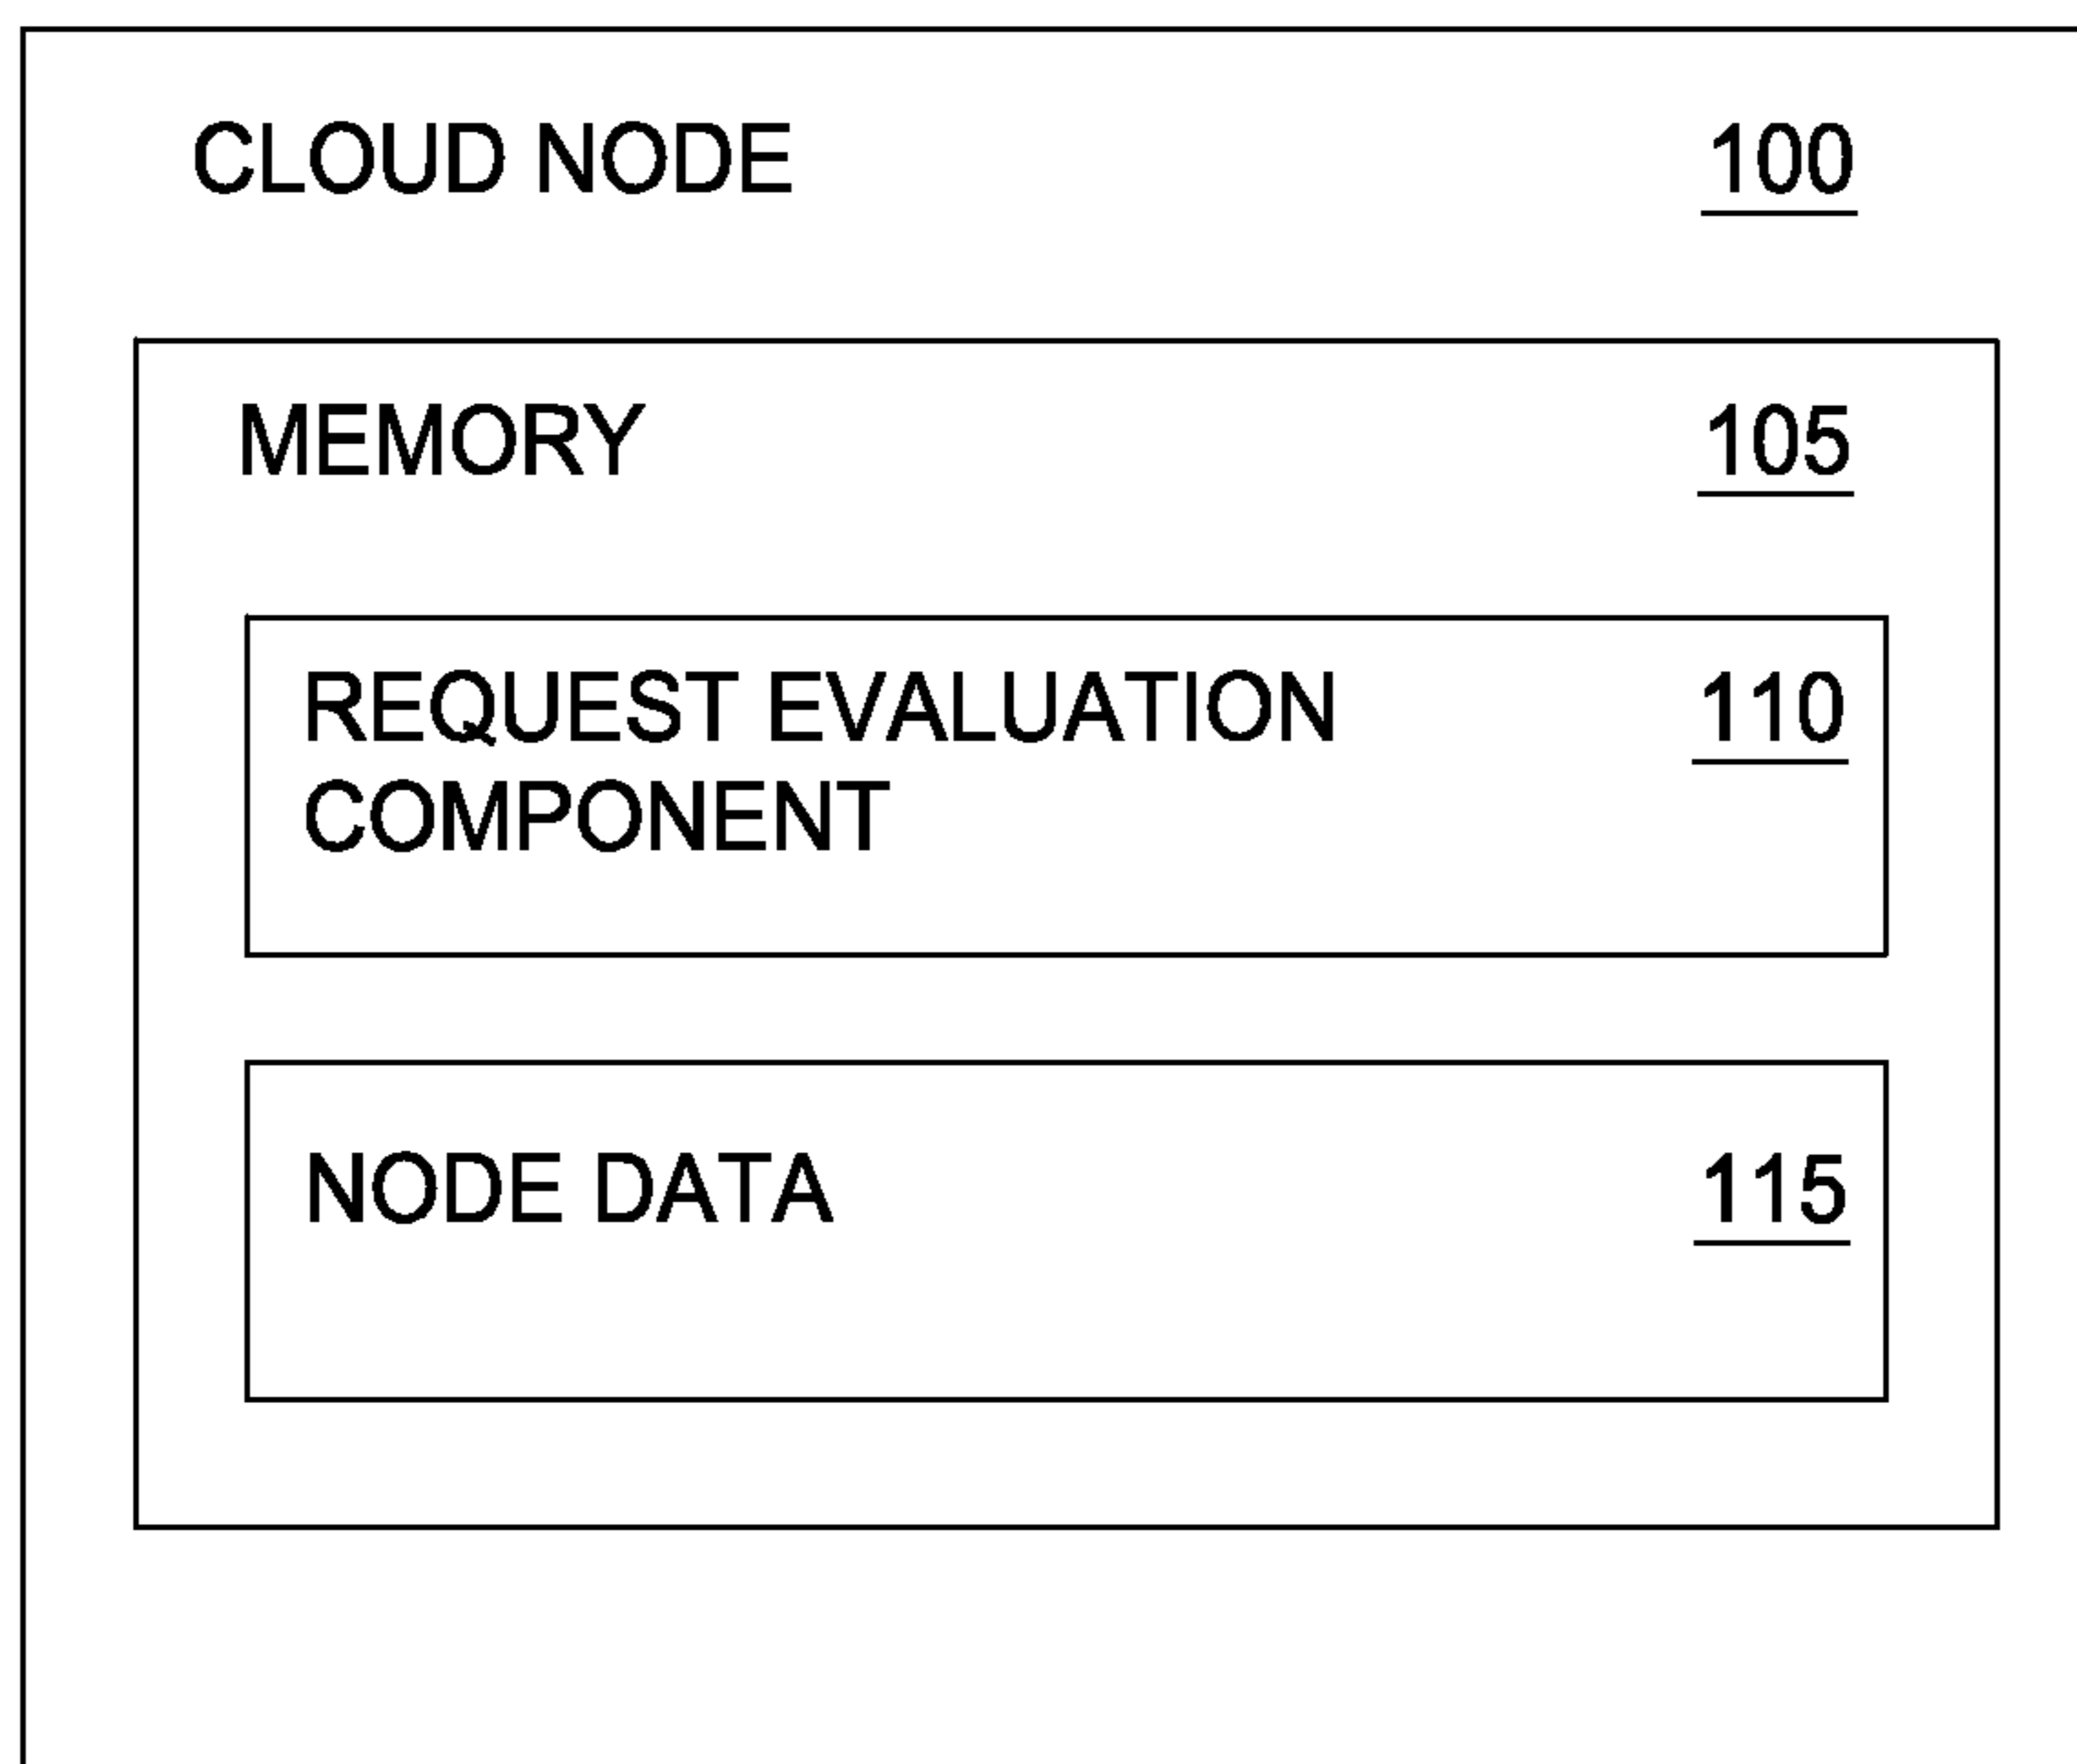 CLOUD NODE 100
MEMORY 105
REQUEST EVALUATION 110
COMPONENT
NODE DATA 115